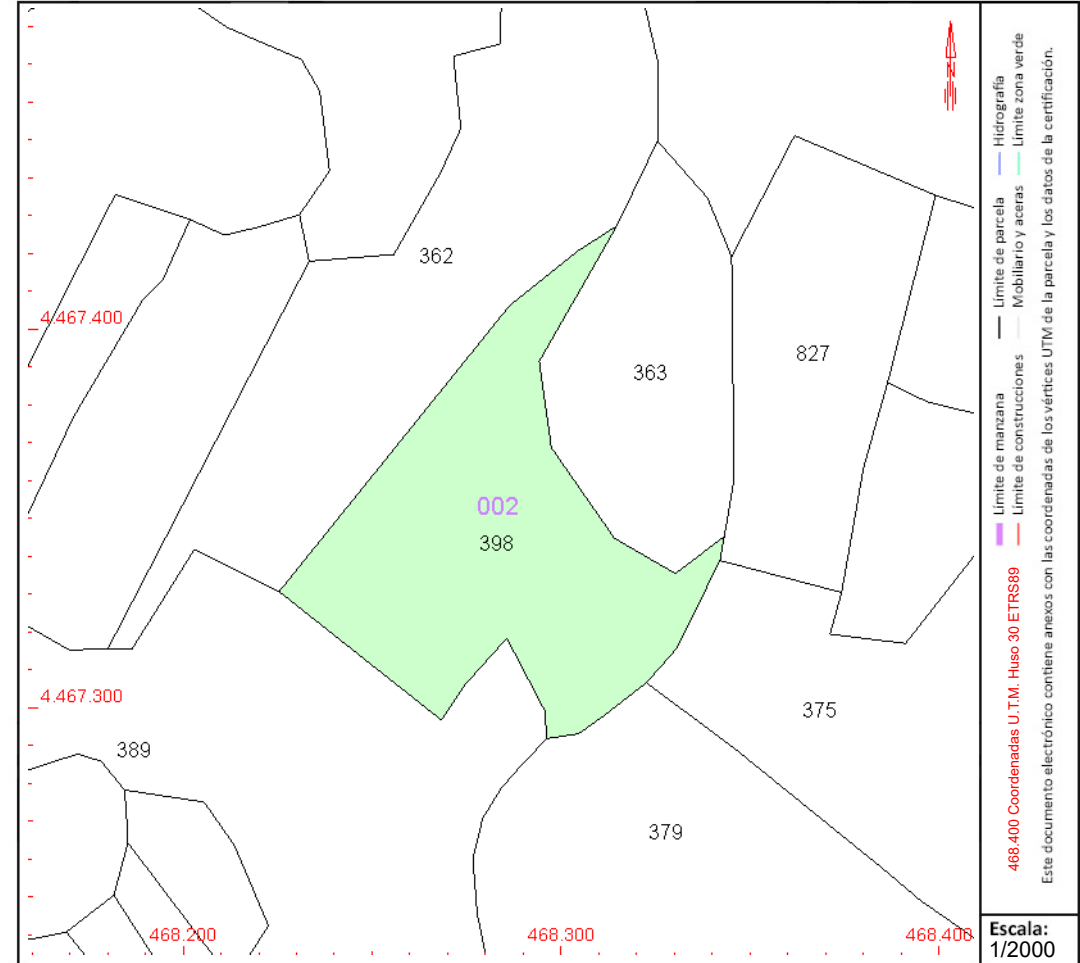 362
4.467.400
363
827
002
398
4.467.300
375
389
379
468.200
468.300
468.400
Límite de manzana
Límite de parcela
Hidrografía
Límite de construcciones
Mobiliario y aceras
Límite zona verde
468.400 Coordenadas U.T.M. Huso 30 ETRS89
Este documento electrónico contiene anexos con las coordenadas de los vértices UTM de la parcela y los datos de la certificación.
N
Escala:
1/2000